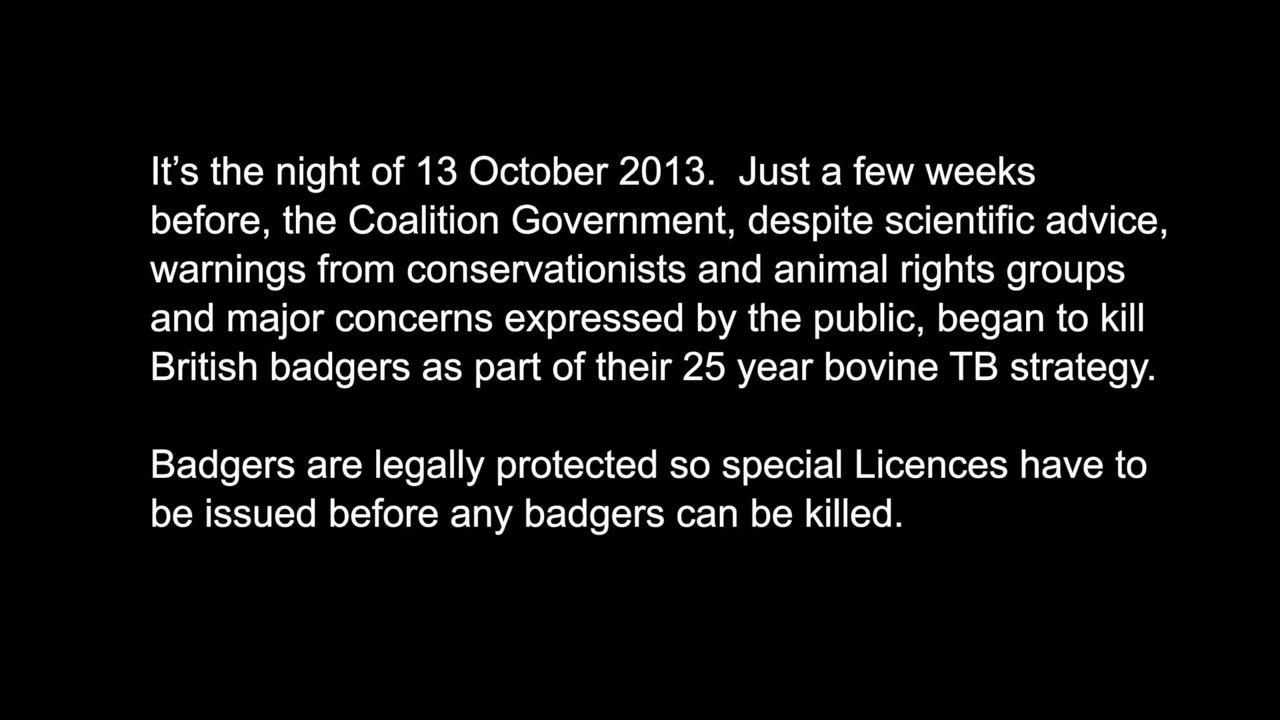 It’s the night of 13 October 2013.  Just a few weeks
before, the Coalition Government, despite scientific advice,
warnings from conservationists and animal rights groups
and major concerns expressed by the public, began to kill
British badgers as part of their 25 year bovine TB strategy.
Badgers are legally protected so special Licences have to
be issued before any badgers can be killed.